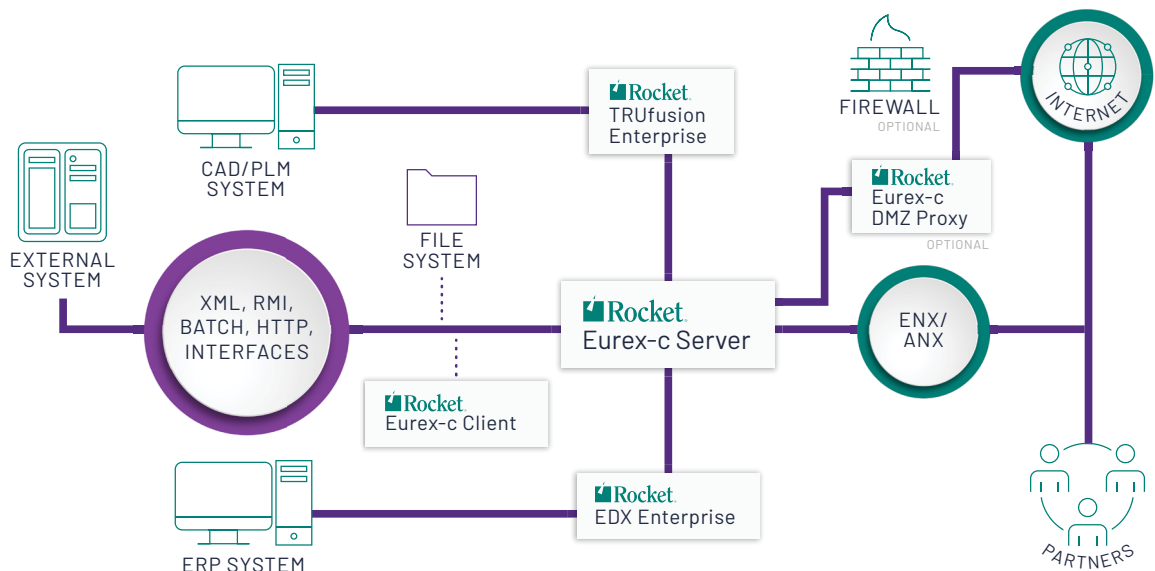 Rocket.
TRUfusion
Enterprise
FIREWALL
OPTIONAL
INTERNET
CAD/PLM
SYSTEM
Rocket.
Eurex-c
DMZ Proxy
OPTIONAL
EXTERNAL
SYSTEM
FILE
SYSTEM
XML, RMI,
BATCH, HTTP,
INTERFACES
Rocket.
Eurex-c Server
ENX/
ANX
Rocket.
Eurex-c Client
Rocket.
EDX Enterprise
ERP SYSTEM
PARTNERS